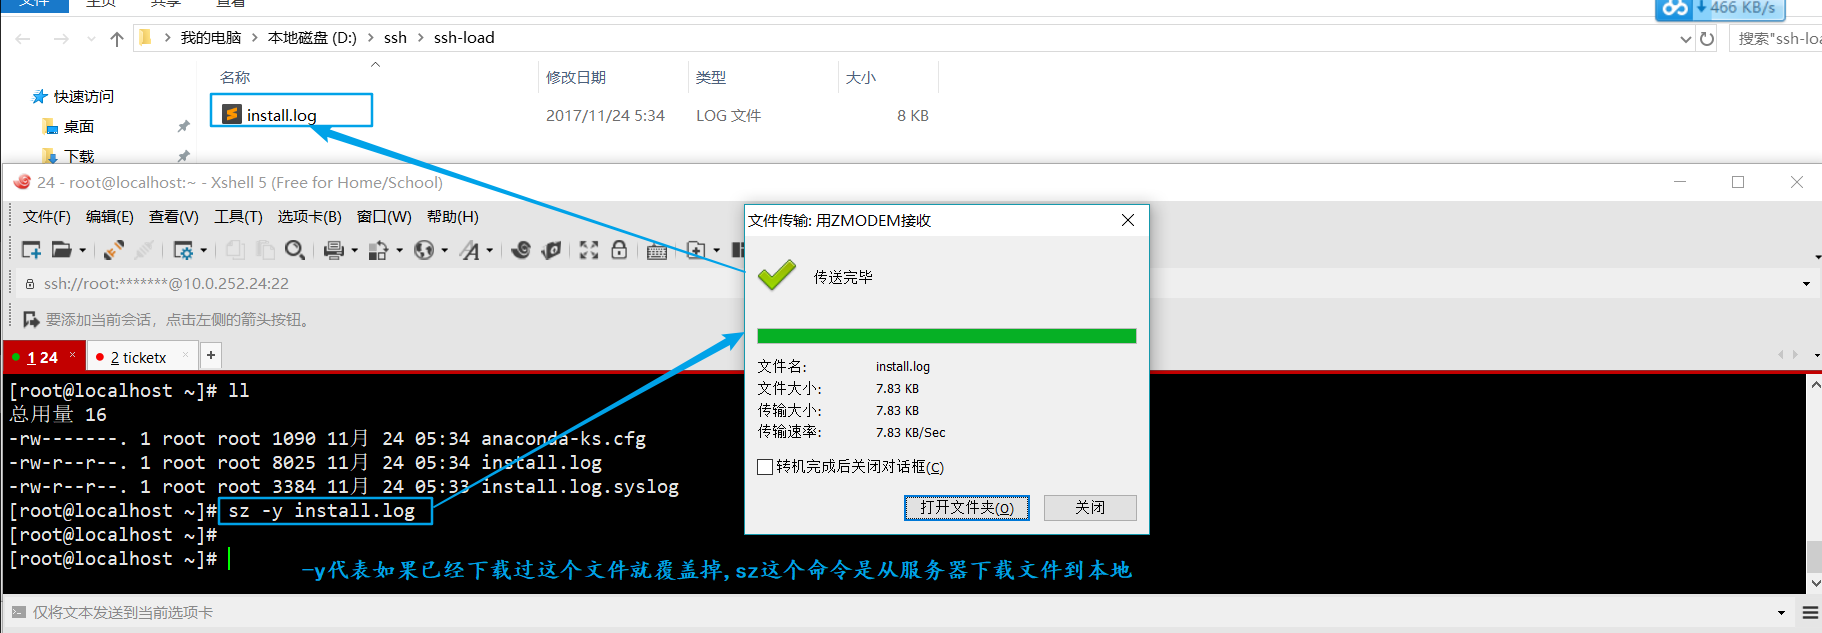 文件 主页 共享 查看
466 KB/s
我的电脑 本地磁盘 (D:) ssh ssh-load
搜索"ssh-loa
名称 修改日期 类型 大小
快速访问
install.log 2017/11/24 5:34 LOG 文件 8 KB
桌面
下载
24 - root@localhost:~ - Xshell 5 (Free for Home/School)
文件(F) 编辑(E) 查看(V) 工具(T) 选项卡(B) 窗口(W) 帮助(H)
ssh://root:*******@10.0.252.24:22
要添加当前会话，点击左侧的箭头按钮。
1 24 × 2 ticketx × +
[root@localhost ~]# ll
总用量 16
-rw-------. 1 root root 1090 11月 24 05:34 anaconda-ks.cfg
-rw-r--r--. 1 root root 8025 11月 24 05:34 install.log
-rw-r--r--. 1 root root 3384 11月 24 05:33 install.log.syslog
[root@localhost ~]# sz -y install.log
[root@localhost ~]#
[root@localhost ~]#
-y代表如果已经下载过这个文件就覆盖掉,sz这个命令是从服务器下载文件到本地
文件传输: 用ZMODEM接收
传送完毕
文件名: install.log
文件大小: 7.83 KB
传输大小: 7.83 KB
传输速率: 7.83 KB/Sec
转机完成后关闭对话框(C)
打开文件夹(O) 关闭
仅将文本发送到当前选项卡